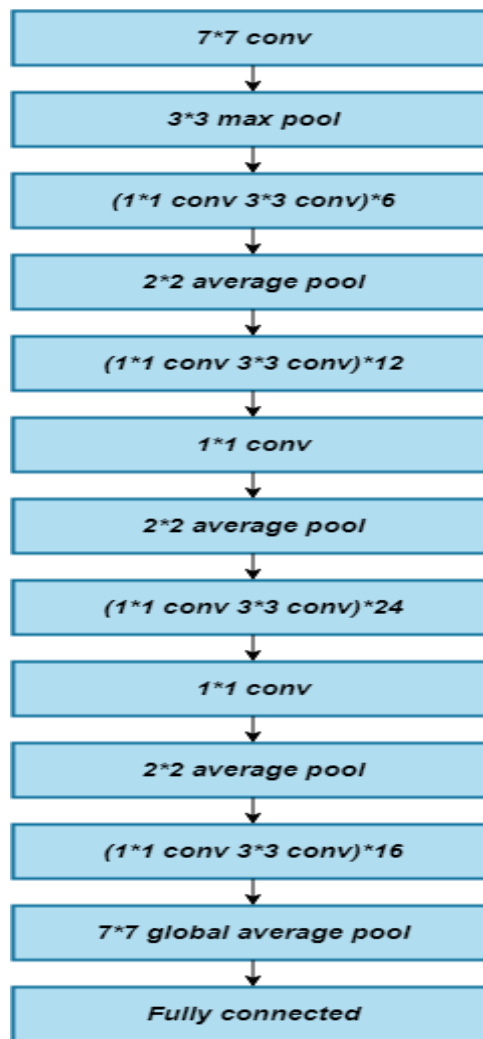 7*7 conv
3*3 max pool
(1*1 conv 3*3 conv)*6
2*2 average pool
(1*1 conv 3*3 conv)*12
1*1 conv
2*2 average pool
(1*1 conv 3*3 conv)*24
1*1 conv
2*2 average pool
(1*1 conv 3*3 conv)*16
7*7 global average pool
Fully connected